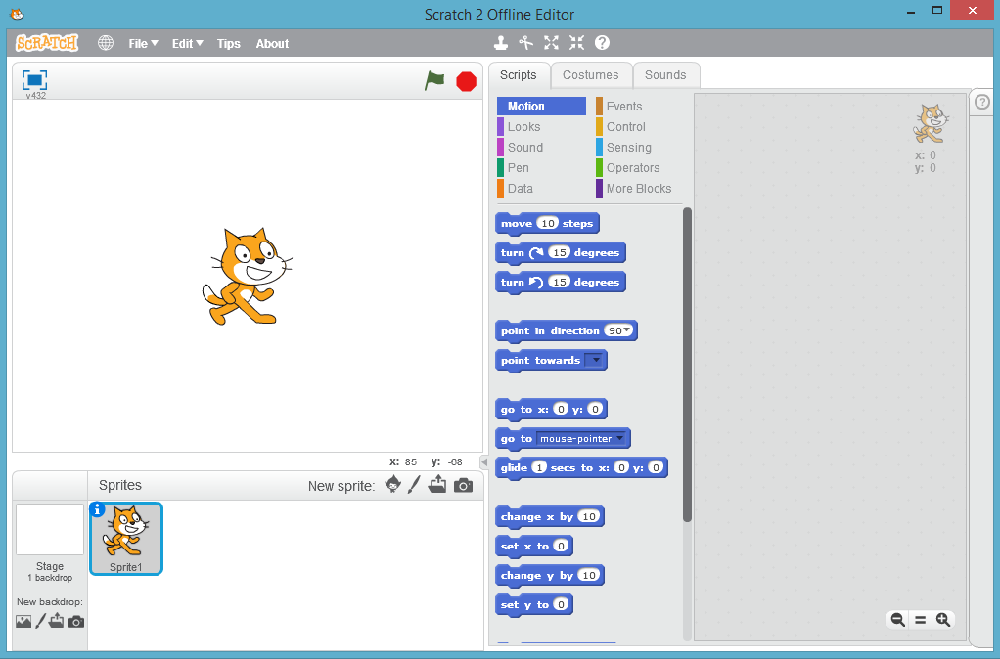 Scratch 2 Offline Editor
SCRATCH File Edit Tips About
v432
Scripts Costumes Sounds
Motion Events
Looks Control
Sound Sensing
Pen Operators
Data More Blocks
x: 0
y: 0
move 10 steps
turn 15 degrees
turn 15 degrees
point in direction 90
point towards
go to x: 0 y: 0
go to mouse-pointer
glide 1 secs to x: 0 y: 0
change x by 10
set x to 0
change y by 10
set y to 0
x: 85 y: -68
Sprites New sprite:
Sprite1
Stage
1 backdrop
New backdrop: